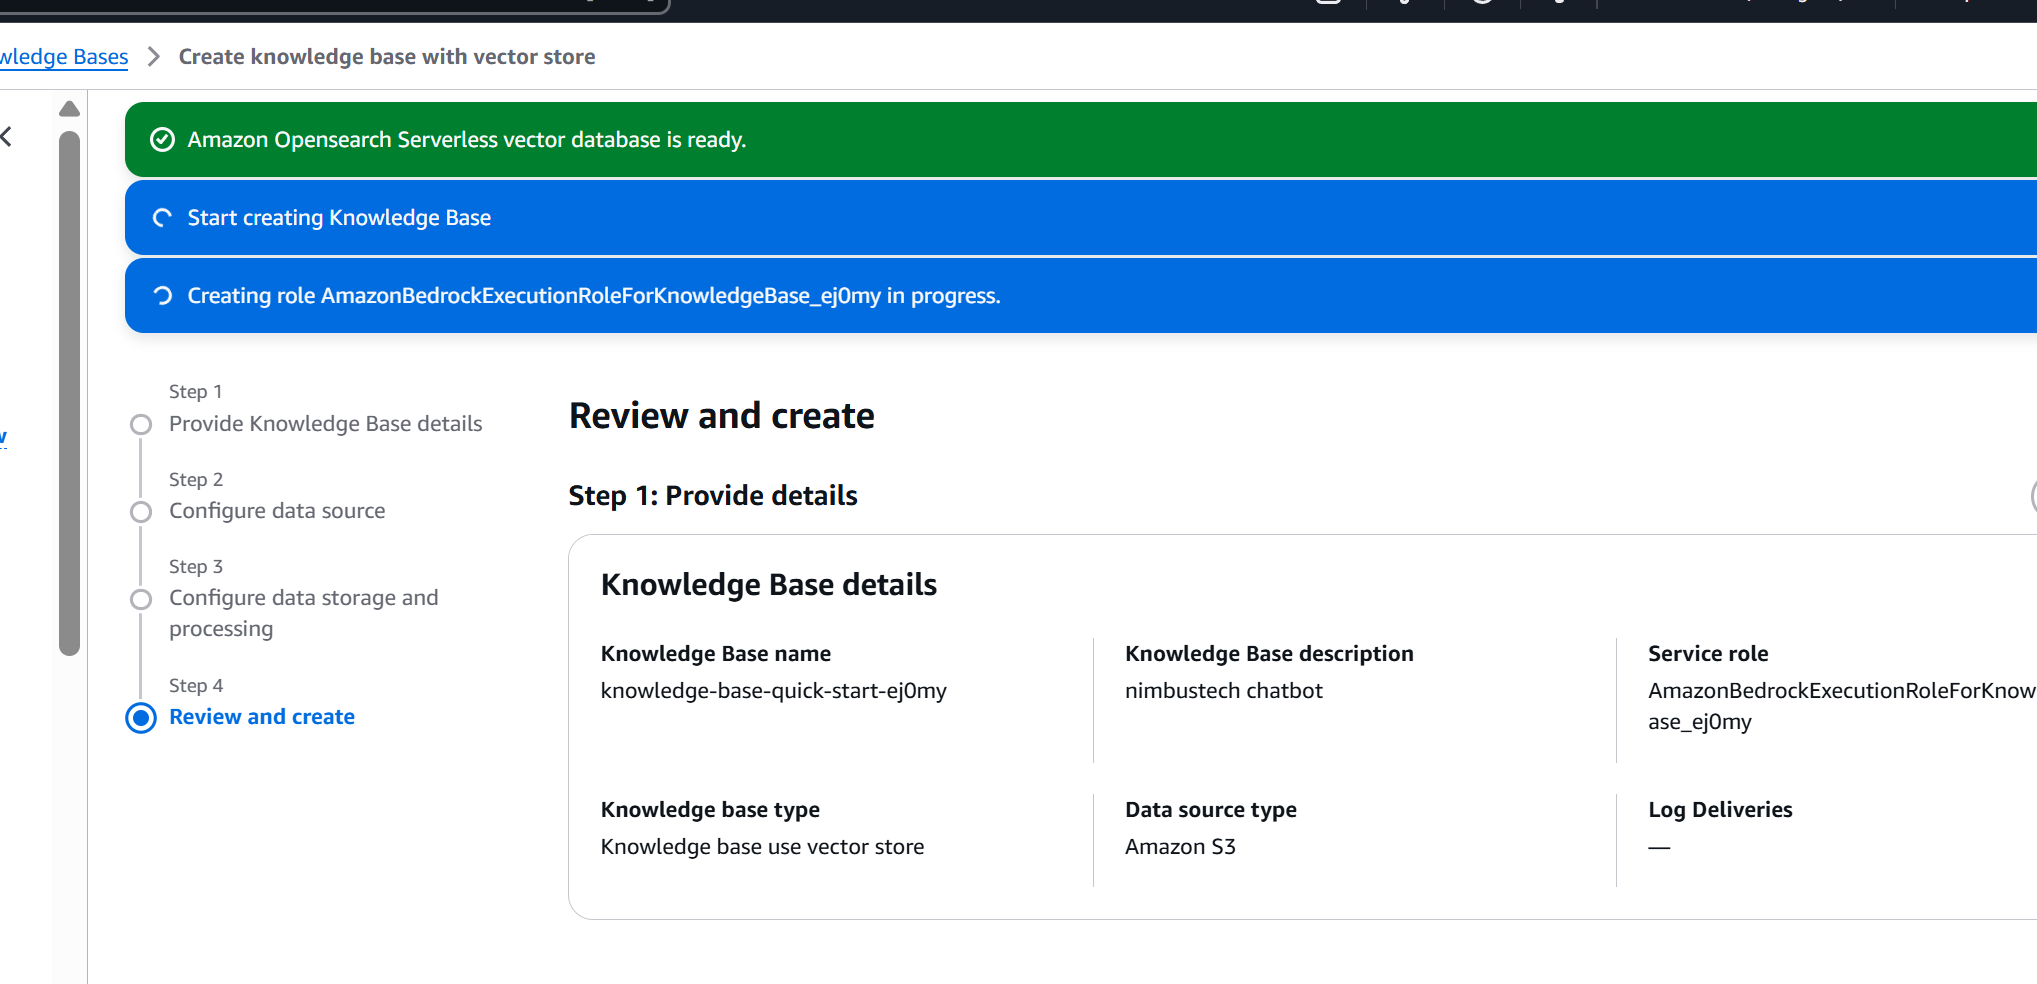 wledge Bases > Create knowledge base with vector store
Amazon Opensearch Serverless vector database is ready.
Start creating Knowledge Base
Creating role AmazonBedrockExecutionRoleForKnowledgeBase_ej0my in progress.
Step 1
Provide Knowledge Base details
Step 2
Configure data source
Step 3
Configure data storage and
processing
Step 4
Review and create
Review and create
Step 1: Provide details
Knowledge Base details
Knowledge Base name
knowledge-base-quick-start-ej0my
Knowledge Base description
nimbustech chatbot
Service role
AmazonBedrockExecutionRoleForKnow
ase_ej0my
Knowledge base type
Knowledge base use vector store
Data source type
Amazon S3
Log Deliveries
—